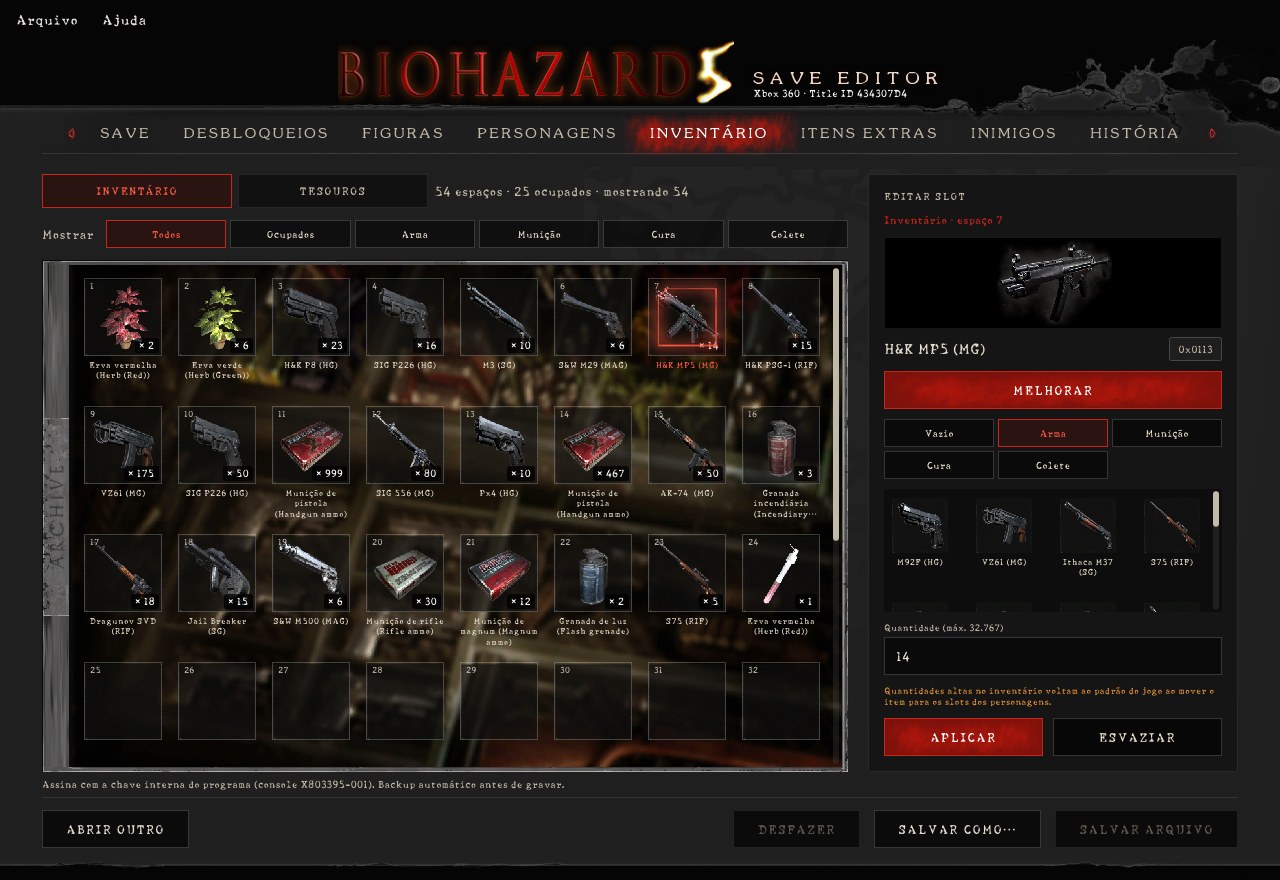 Arquivo Ajuda
BIOHAZARD 5
SAVE EDITOR
Xbox 360 · Title ID 434307D4
SAVE DESBLOQUEIOS FIGURAS PERSONAGENS INVENTÁRIO ITENS EXTRAS INIMIGOS HISTÓRIA
INVENTÁRIO TESOUROS 54 espaços · 25 ocupados · mostrando 54
Mostrar Todos Ocupados Arma Munição Cura Colete
ARCHIVE
1 2 3 4 5 6 7 8
× 2 × 6 × 23 × 16 × 10 × 6 × 14 × 15
Erva vermelha Erva verde H&K P8 (HG) SIG P226 (HG) M3 (SG) S&W M29 (MAG) H&K MP5 (MG) H&K PSG-1 (RIF)
(Herb (Red)) (Herb (Green))
9 10 11 12 13 14 15 16
× 175 × 50 × 999 × 80 × 10 × 467 × 50 × 3
VZ61 (MG) SIG P226 (HG) Munição de SIG 556 (MG) Px4 (HG) Munição de AK-74 (MG) Granada
pistola pistola incendiária
(Handgun ammo) (Handgun ammo) (Incendiary···
17 18 19 20 21 22 23 24
× 18 × 15 × 6 × 30 × 12 × 2 × 5 × 1
Dragunov SVD Jail Breaker S&W M500 (MAG) Munição de rifle Munição de Granada de luz S75 (RIF) Erva vermelha
(RIF) (SG) (Rifle ammo) magnum (Magnum (Flash grenade) (Herb (Red))
ammo)
25 26 27 28 29 30 31 32
EDITAR SLOT
Inventário · espaço 7
H&K MP5 (MG) 0x0113
MELHORAR
Vazio Arma Munição
Cura Colete
M92F (HG) VZ61 (MG) Ithaca M37 S75 (RIF)
(SG)
Quantidade (máx. 32.767)
14
Quantidades altas no inventário voltam ao padrão do jogo ao mover o
item para os slots dos personagens.
APLICAR ESVAZIAR
Assina com a chave interna do programa (console X803395-001). Backup automático antes de gravar.
ABRIR OUTRO DESFAZER SALVAR COMO··· SALVAR ARQUIVO